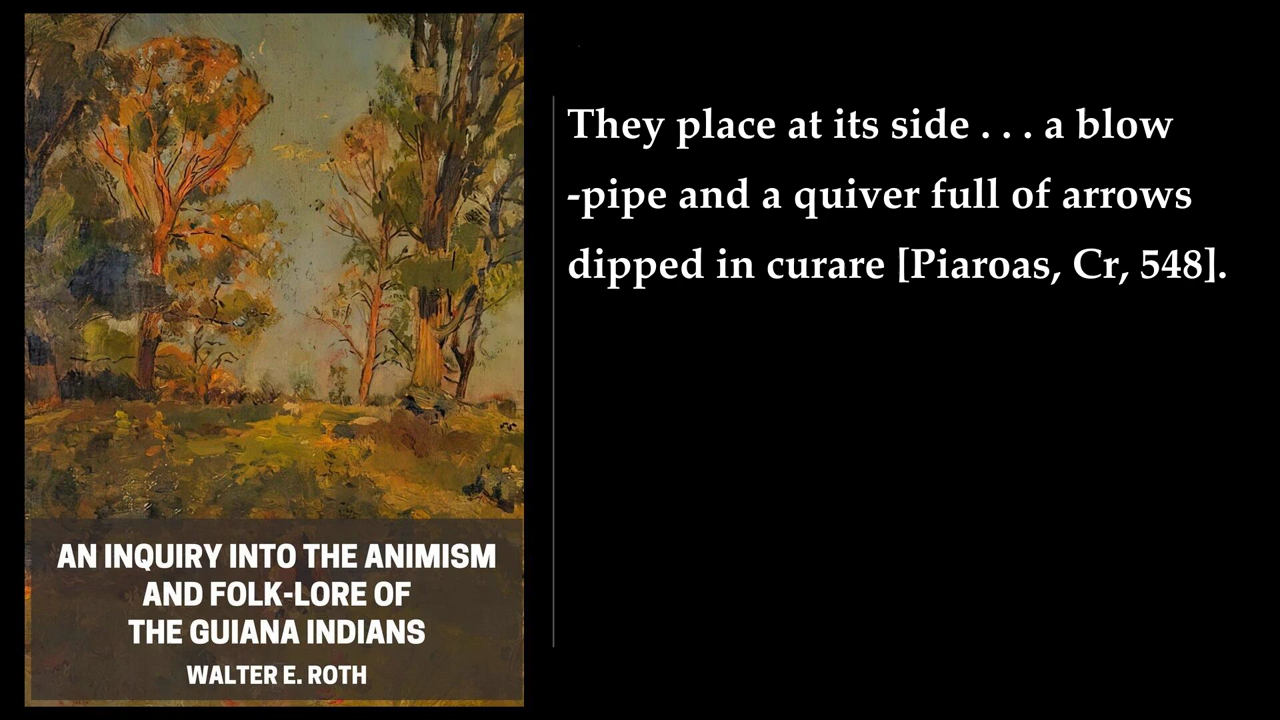 They place at its side . . . a blow
-pipe and a quiver full of arrows
dipped in curare [Piaroas, Cr, 548].
AN INQUIRY INTO THE ANIMISM
AND FOLK-LORE OF
THE GUIANA INDIANS
WALTER E. ROTH